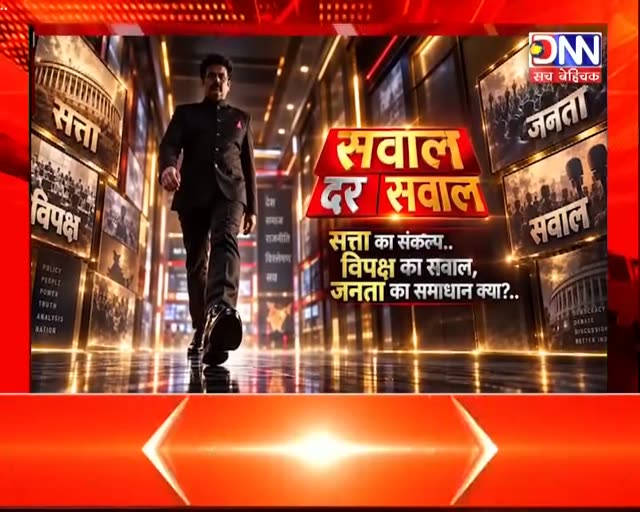 DNN
सच बेहिचक
सत्ता
विपक्ष
जनता
सवाल
सवाल
दर सवाल
सत्ता का संकल्प..
विपक्ष का सवाल,
जनता का समाधान क्या?..
देश
समाज
राजनीति
विश्लेषण
POLICY
PEOPLE
POWER
TRUTH
ANALYSIS
NATION
DEBATE
DISCUSSION